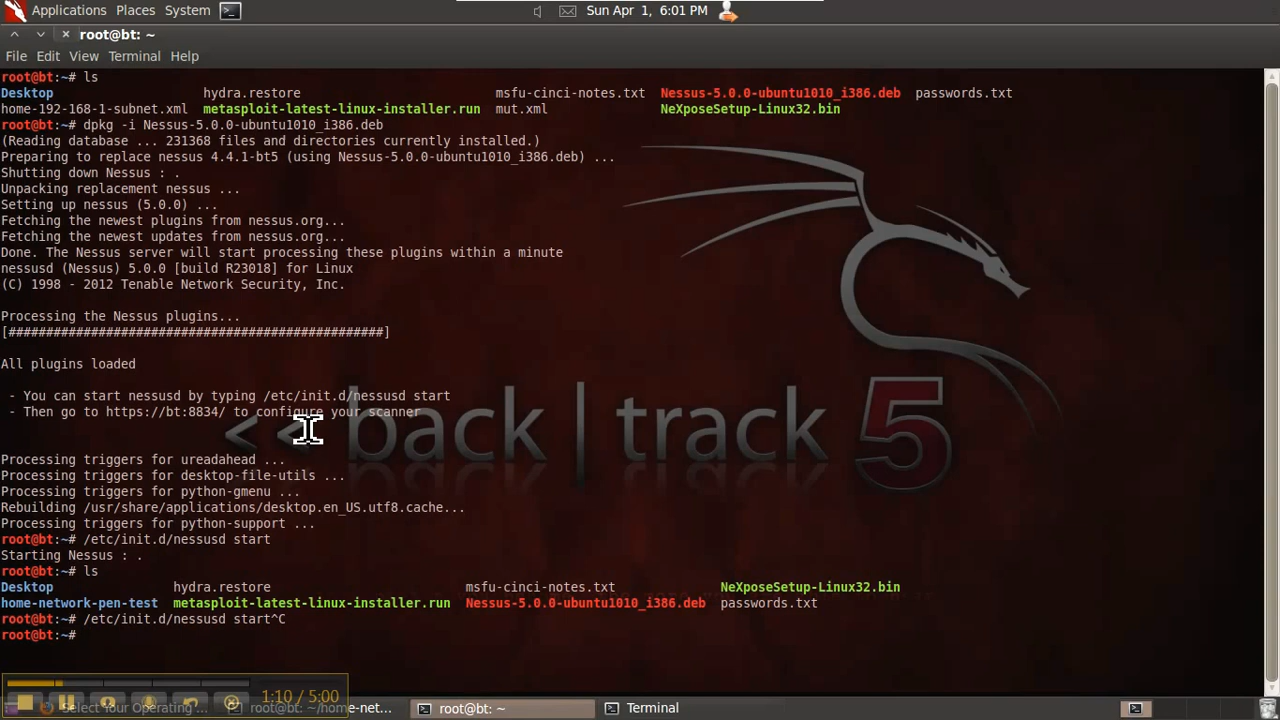 Applications Places System Sun Apr 1, 6:01 PM
root@bt: ~
File Edit View Terminal Help
root@bt:~# ls
Desktop hydra.restore msfu-cinci-notes.txt Nessus-5.0.0-ubuntu1010_i386.deb passwords.txt
home-192-168-1-subnet.xml metasploit-latest-linux-installer.run mut.xml NeXposeSetup-Linux32.bin
root@bt:~# dpkg -i Nessus-5.0.0-ubuntu1010_i386.deb
(Reading database ... 231368 files and directories currently installed.)
Preparing to replace nessus 4.4.1-bt5 (using Nessus-5.0.0-ubuntu1010_i386.deb) ...
Shutting down Nessus : .
Unpacking replacement nessus ...
Setting up nessus (5.0.0) ...
Fetching the newest plugins from nessus.org...
Fetching the newest updates from nessus.org...
Done. The Nessus server will start processing these plugins within a minute
nessusd (Nessus) 5.0.0 [build R23018] for Linux
(C) 1998 - 2012 Tenable Network Security, Inc.
Processing the Nessus plugins...
[##################################################]
All plugins loaded
- You can start nessusd by typing /etc/init.d/nessusd start
- Then go to https://bt:8834/ to configure your scanner
<< back | track 5
Processing triggers for ureadahead ...
Processing triggers for desktop-file-utils ...
Processing triggers for python-gmenu ...
Rebuilding /usr/share/applications/desktop.en_US.utf8.cache...
Processing triggers for python-support ...
root@bt:~# /etc/init.d/nessusd start
Starting Nessus : .
root@bt:~# ls
Desktop hydra.restore msfu-cinci-notes.txt NeXposeSetup-Linux32.bin
home-network-pen-test metasploit-latest-linux-installer.run Nessus-5.0.0-ubuntu1010_i386.deb passwords.txt
root@bt:~# /etc/init.d/nessusd start^C
root@bt:~#
1:10 / 5:00
Select Your Operating ... root@bt: ~/home-net... root@bt: ~ Terminal